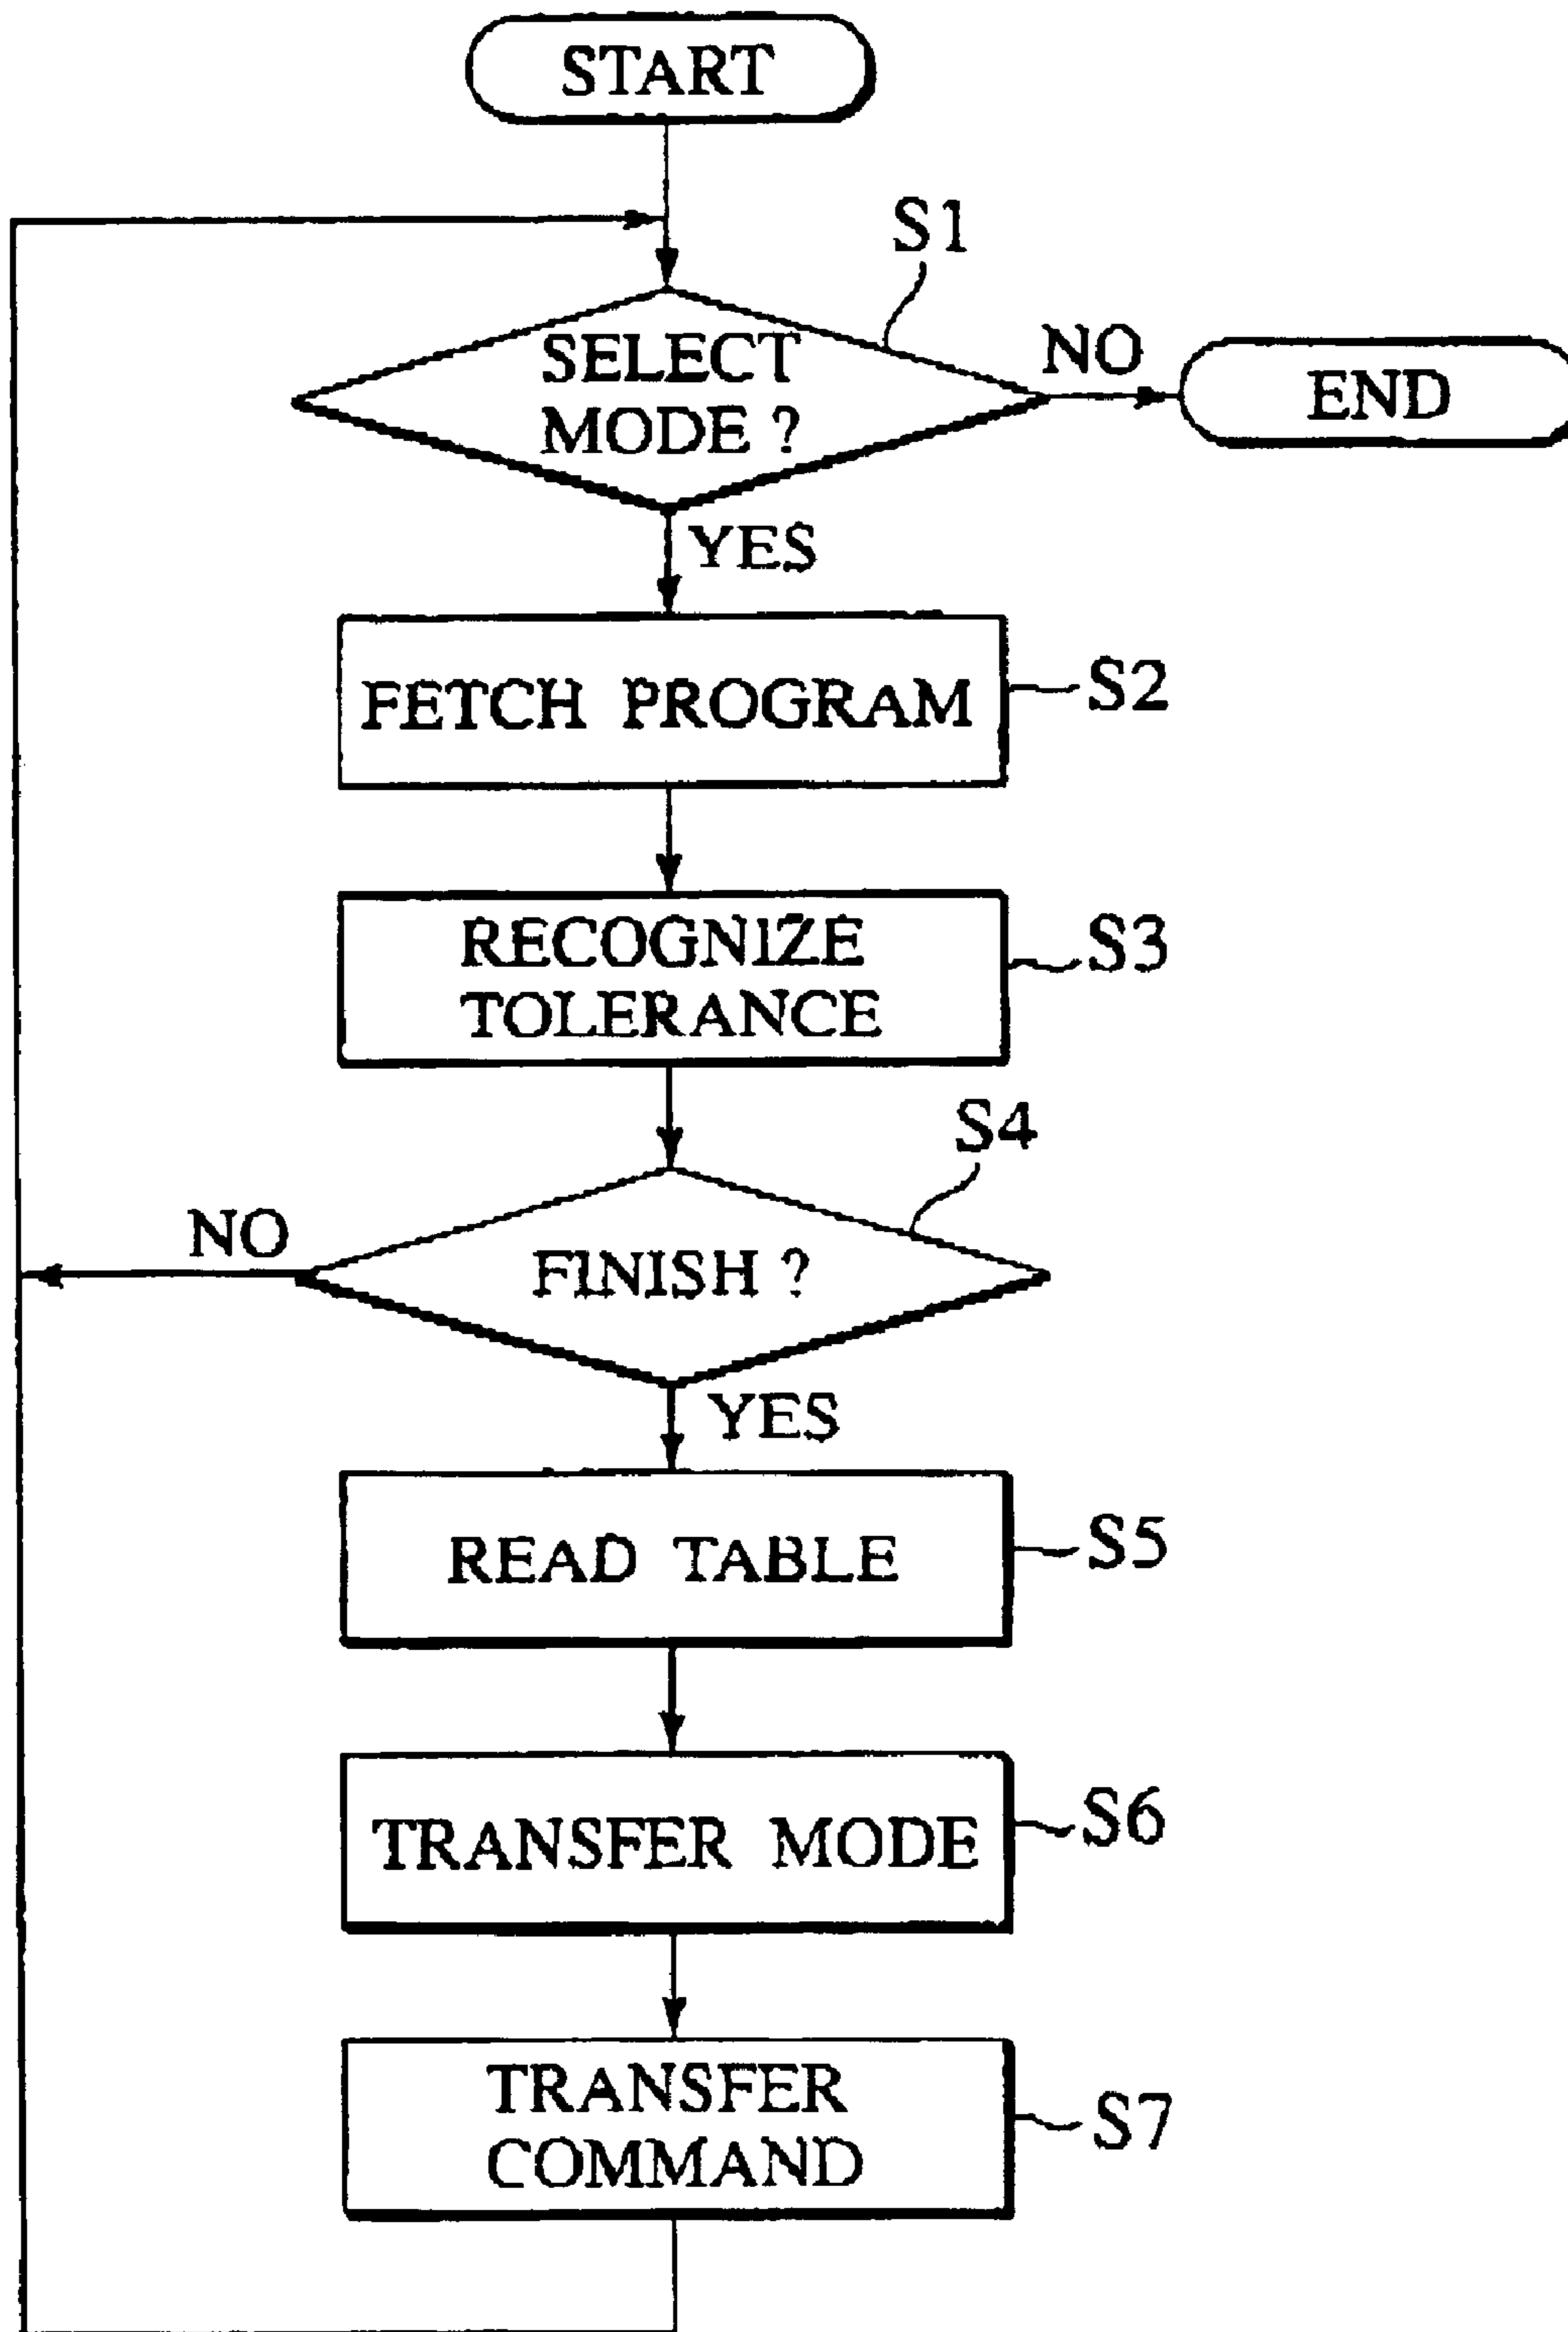 START
S1
SELECT
MODE ?
NO
END
YES
FETCH PROGRAM
S2
RECOGNIZE
TOLERANCE
S3
S4
NO
FINISH ?
YES
READ TABLE
S5
TRANSFER MODE
S6
TRANSFER
COMMAND
S7